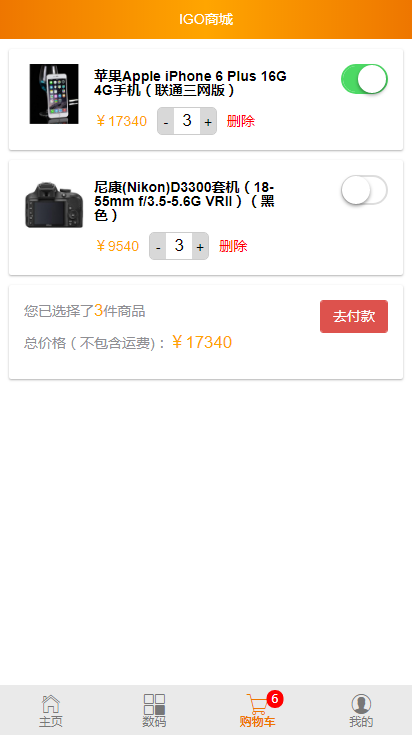 IGO商城
苹果Apple iPhone 6 Plus 16G
4G手机（联通三网版）
￥17340 - 3 + 删除
尼康(Nikon)D3300套机（18-
55mm f/3.5-5.6G VRII）（黑
色）
￥9540 - 3 + 删除
您已选择了3件商品
去付款
总价格（不包含运费)：￥17340
6
主页 数码 购物车 我的